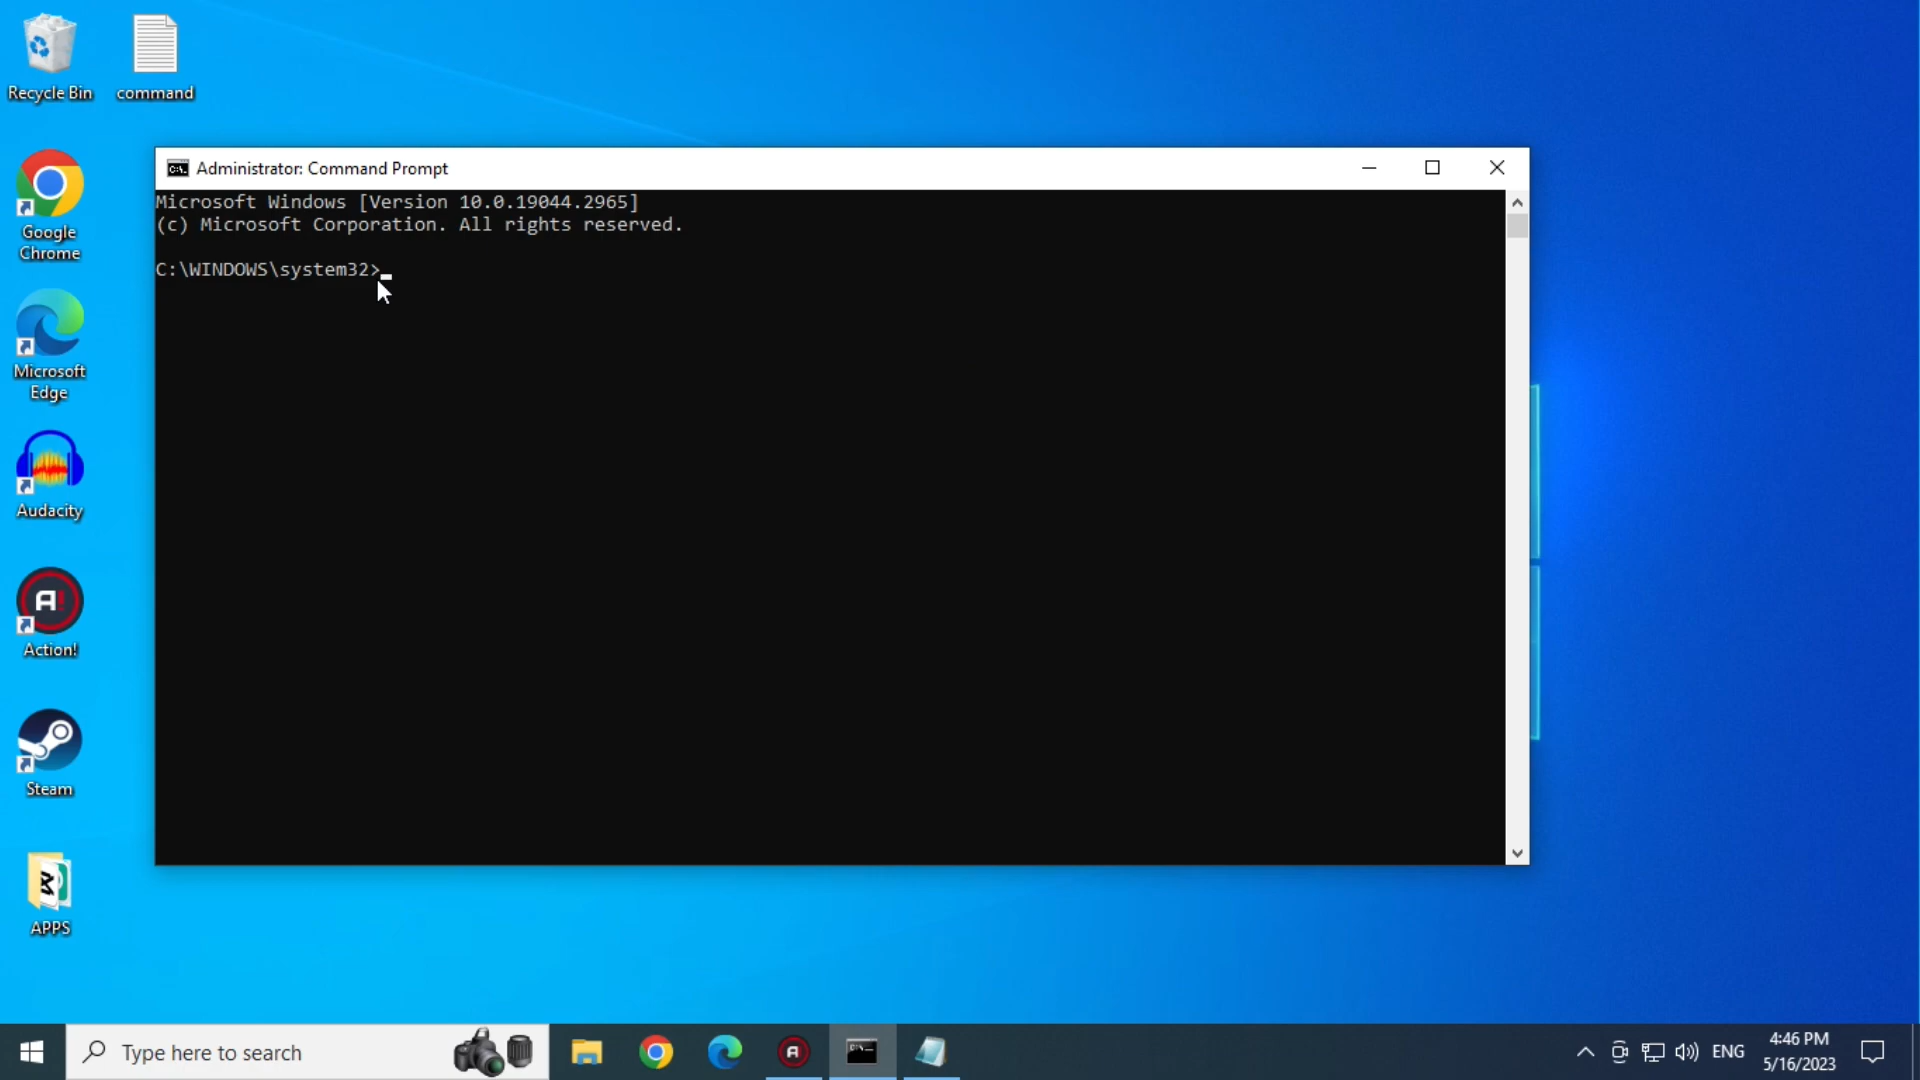 Recycle Bin
command
Google
Chrome
Microsoft
Edge
Audacity
A!
Action!
Steam
APPS
C:\.
Administrator: Command Prompt
Microsoft Windows [Version 10.0.19044.2965]
(c) Microsoft Corporation. All rights reserved.
C:\WINDOWS\system32>
Type here to search
A
C:\.
ENG
4:46 PM
5/16/2023